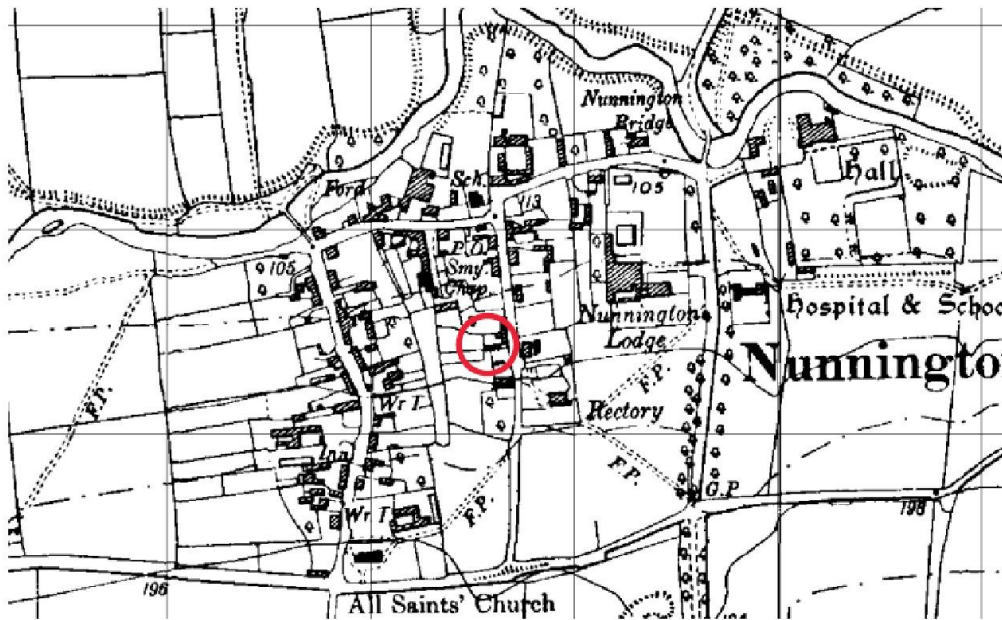 Nunnington
Bridge
Ford
Sch.
113
105
Hall
P.O.
Smy.
Chap.
105
Nunnington
Lodge
Hospital & Schoo
Nunningto
F.P.
F.P.
Wr T.
Rectory
F.P.
Inn
F.P.
G.P
Wr T.
198
196
All Saints' Church